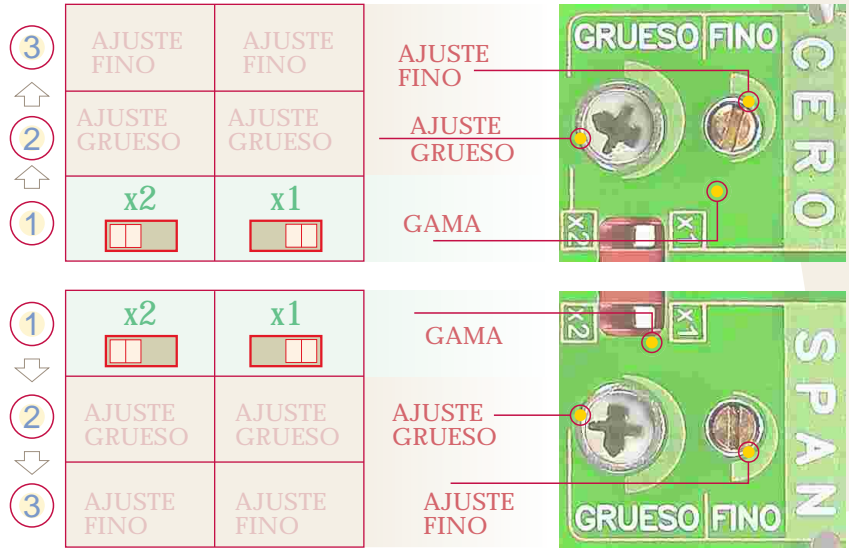 3
AJUSTE
FINO
AJUSTE
FINO
AJUSTE
FINO
2
AJUSTE
GRUESO
AJUSTE
GRUESO
AJUSTE
GRUESO
1
x2
x1
GAMA
GRUESO FINO
CERO
X2
X1
1
x2
x1
GAMA
2
AJUSTE
GRUESO
AJUSTE
GRUESO
AJUSTE
GRUESO
3
AJUSTE
FINO
AJUSTE
FINO
AJUSTE
FINO
X2
X1
SPAN
GRUESO FINO